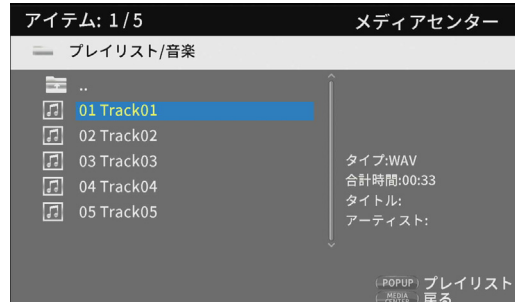 アイテム: 1/5
メディアセンター
プレイリスト/音楽
..
01 Track01
02 Track02
03 Track03
04 Track04
05 Track05
タイプ:WAV
合計時間:00:33
タイトル:
アーティスト:
POPUP プレイリスト
MEDIA CENTER 戻る